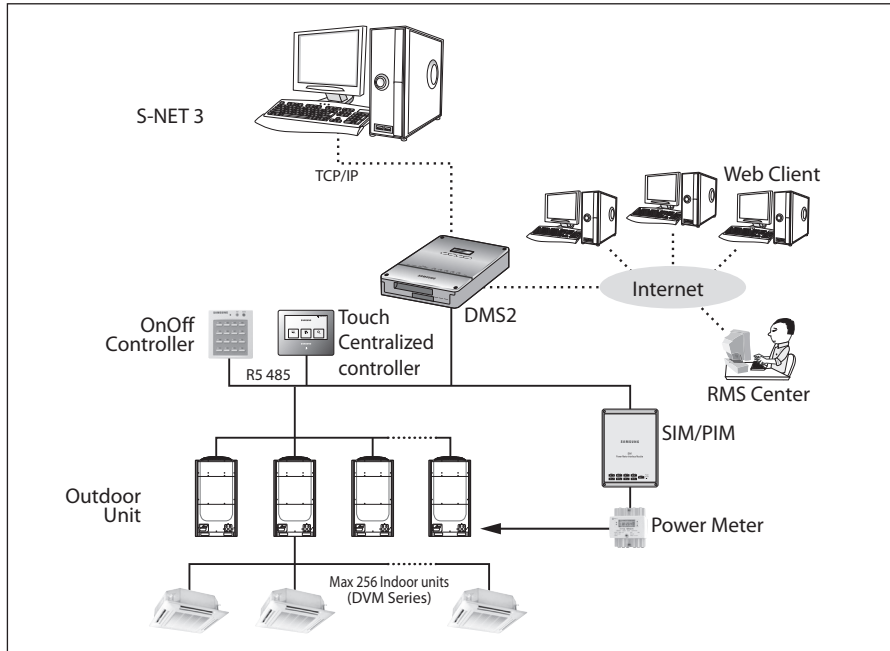 S-NET 3
TCP/IP
Web Client
Internet
DMS2
OnOff
Controller
Touch
Centralized
controller
R5 485
RMS Center
SIM/PIM
SAMSUNG
Outdoor
Unit
Power Meter
Max 256 Indoor units
(DVM Series)